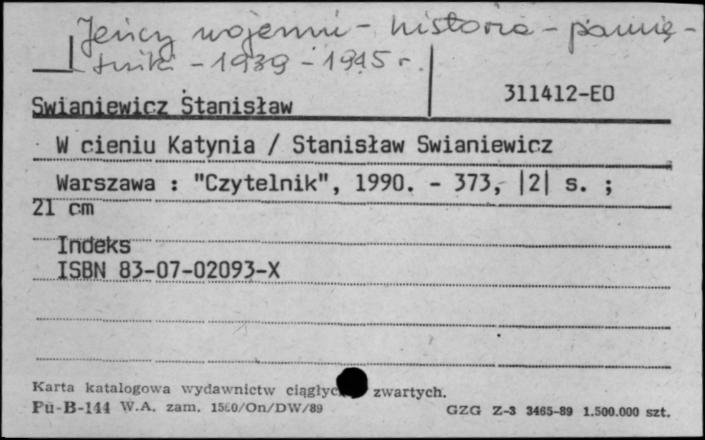 Jeńcy wojenni - historia - pamię-
tniki - 1939 - 1945 r.
311412-EO
Swianiewicz Stanisław
W cieniu Katynia / Stanisław Swianiewicz
Warszawa : "Czytelnik", 1990. - 373, |2| s. ;
21 cm
Indeks
ISBN 83-07-02093-X
Karta katalogowa wydawnictw zwartych.
Pu-B-144 W.A. zam. 1560/On/DW/89 GZG Z-3 3465-89 1.500.000 szt.